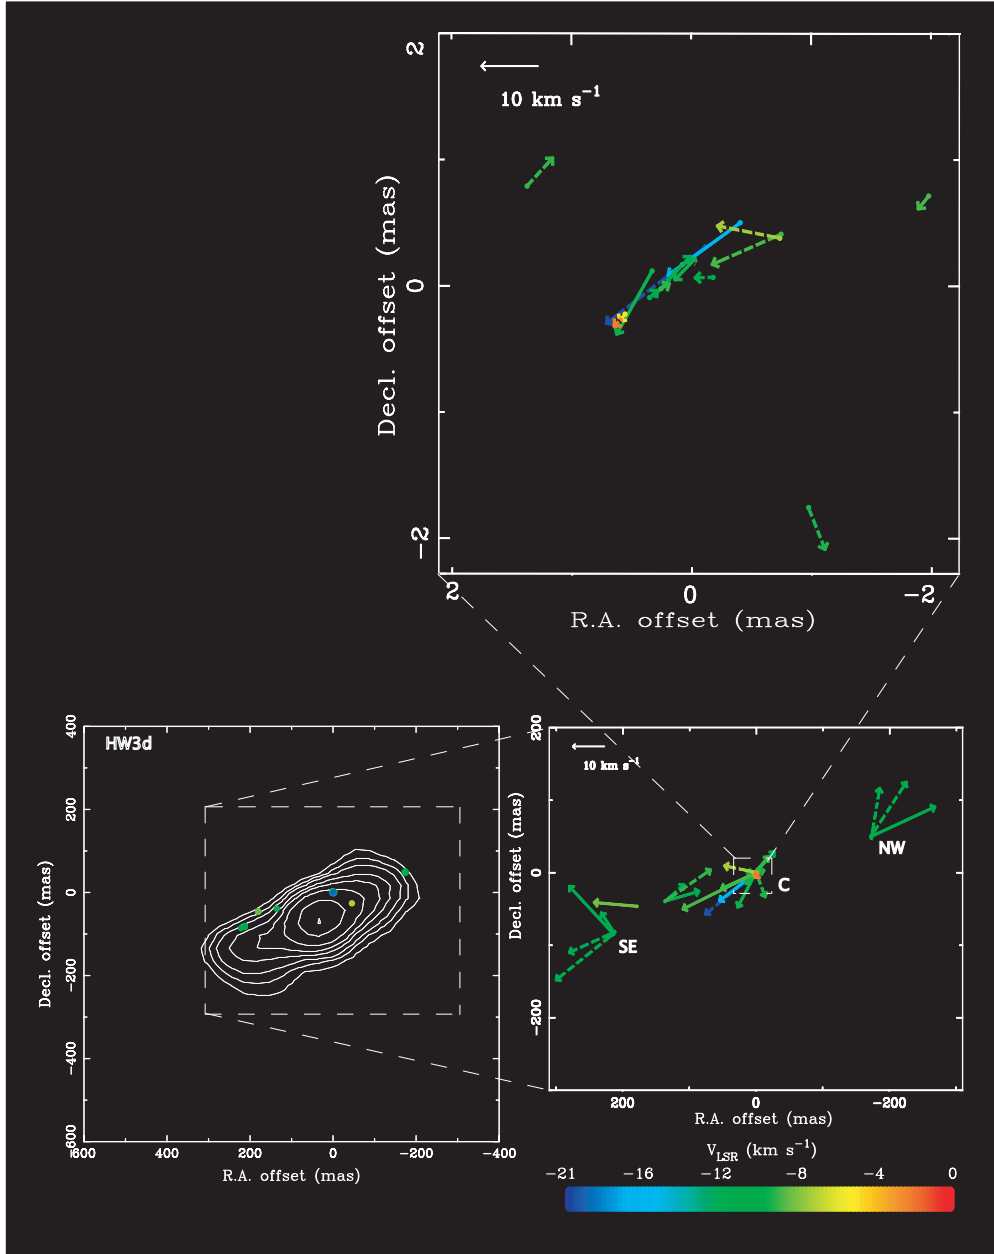 2
10 km s⁻¹
Decl. offset (mas)
0
−2
2 0 −2
R.A. offset (mas)
400
HW3d
200
0
−200
−400
Decl. offset (mas)
600 400 200 0 −200 −400
R.A. offset (mas)
200
10 km s⁻¹
Decl. offset (mas)
0
−200
NW
C
SE
200 0 −200
R.A. offset (mas)
V_LSR (km s⁻¹)
−21 −16 −12 −8 −4 0